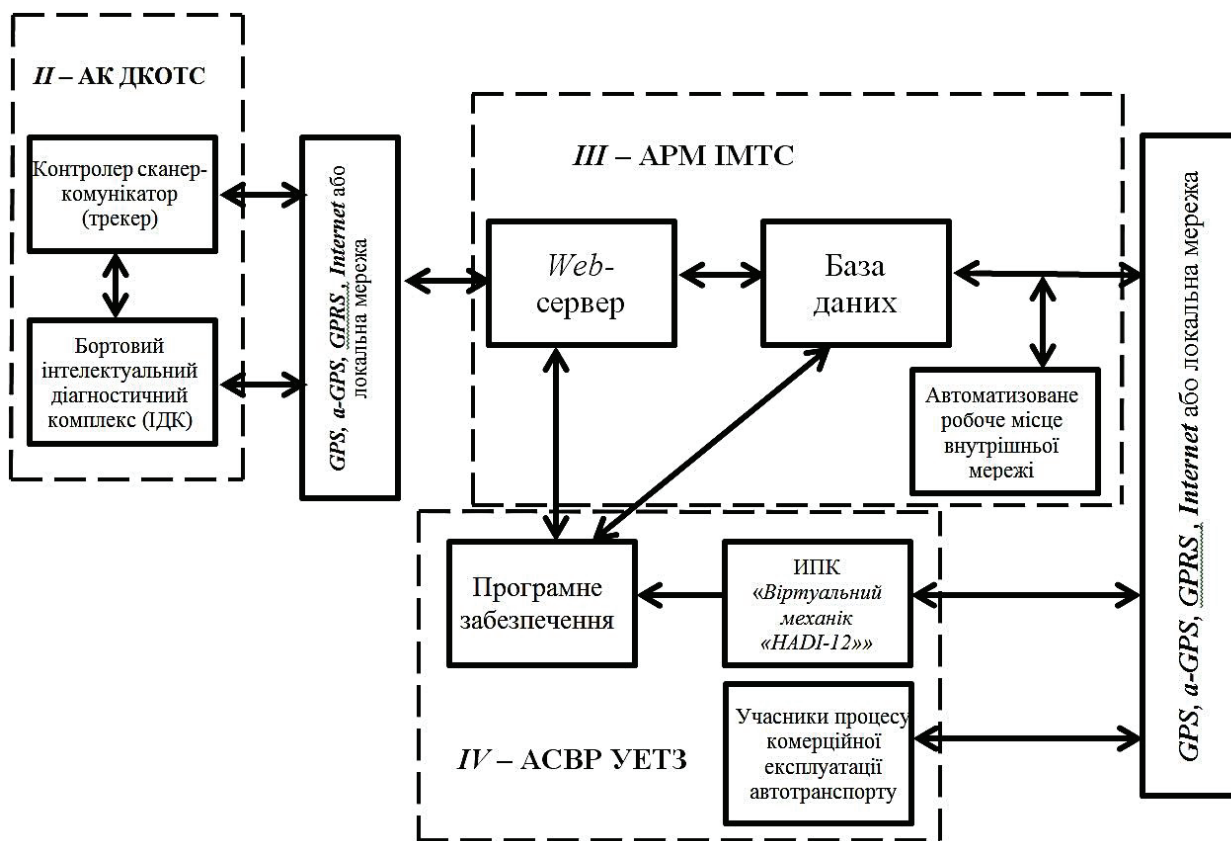 II – АК ДКОТС
Контролер сканер-
комунікатор
(трекер)
Бортовий
інтелектуальний
діагностичний
комплекс (ІДК)
GPS, a-GPS, GPRS, Internet або
локальна мережа
III – АРМ ІМТС
Web-
сервер
База
даних
Автоматизоване
робоче місце
внутрішньої
мережі
GPS, a-GPS, GPRS , Internet або локальна мережа
Програмне
забезпечення
ИПК
«Віртуальний
механік
«HADI-12»»
IV – АСВР УЕТЗ
Учасники процесу
комерційної
експлуатації
автотранспорту